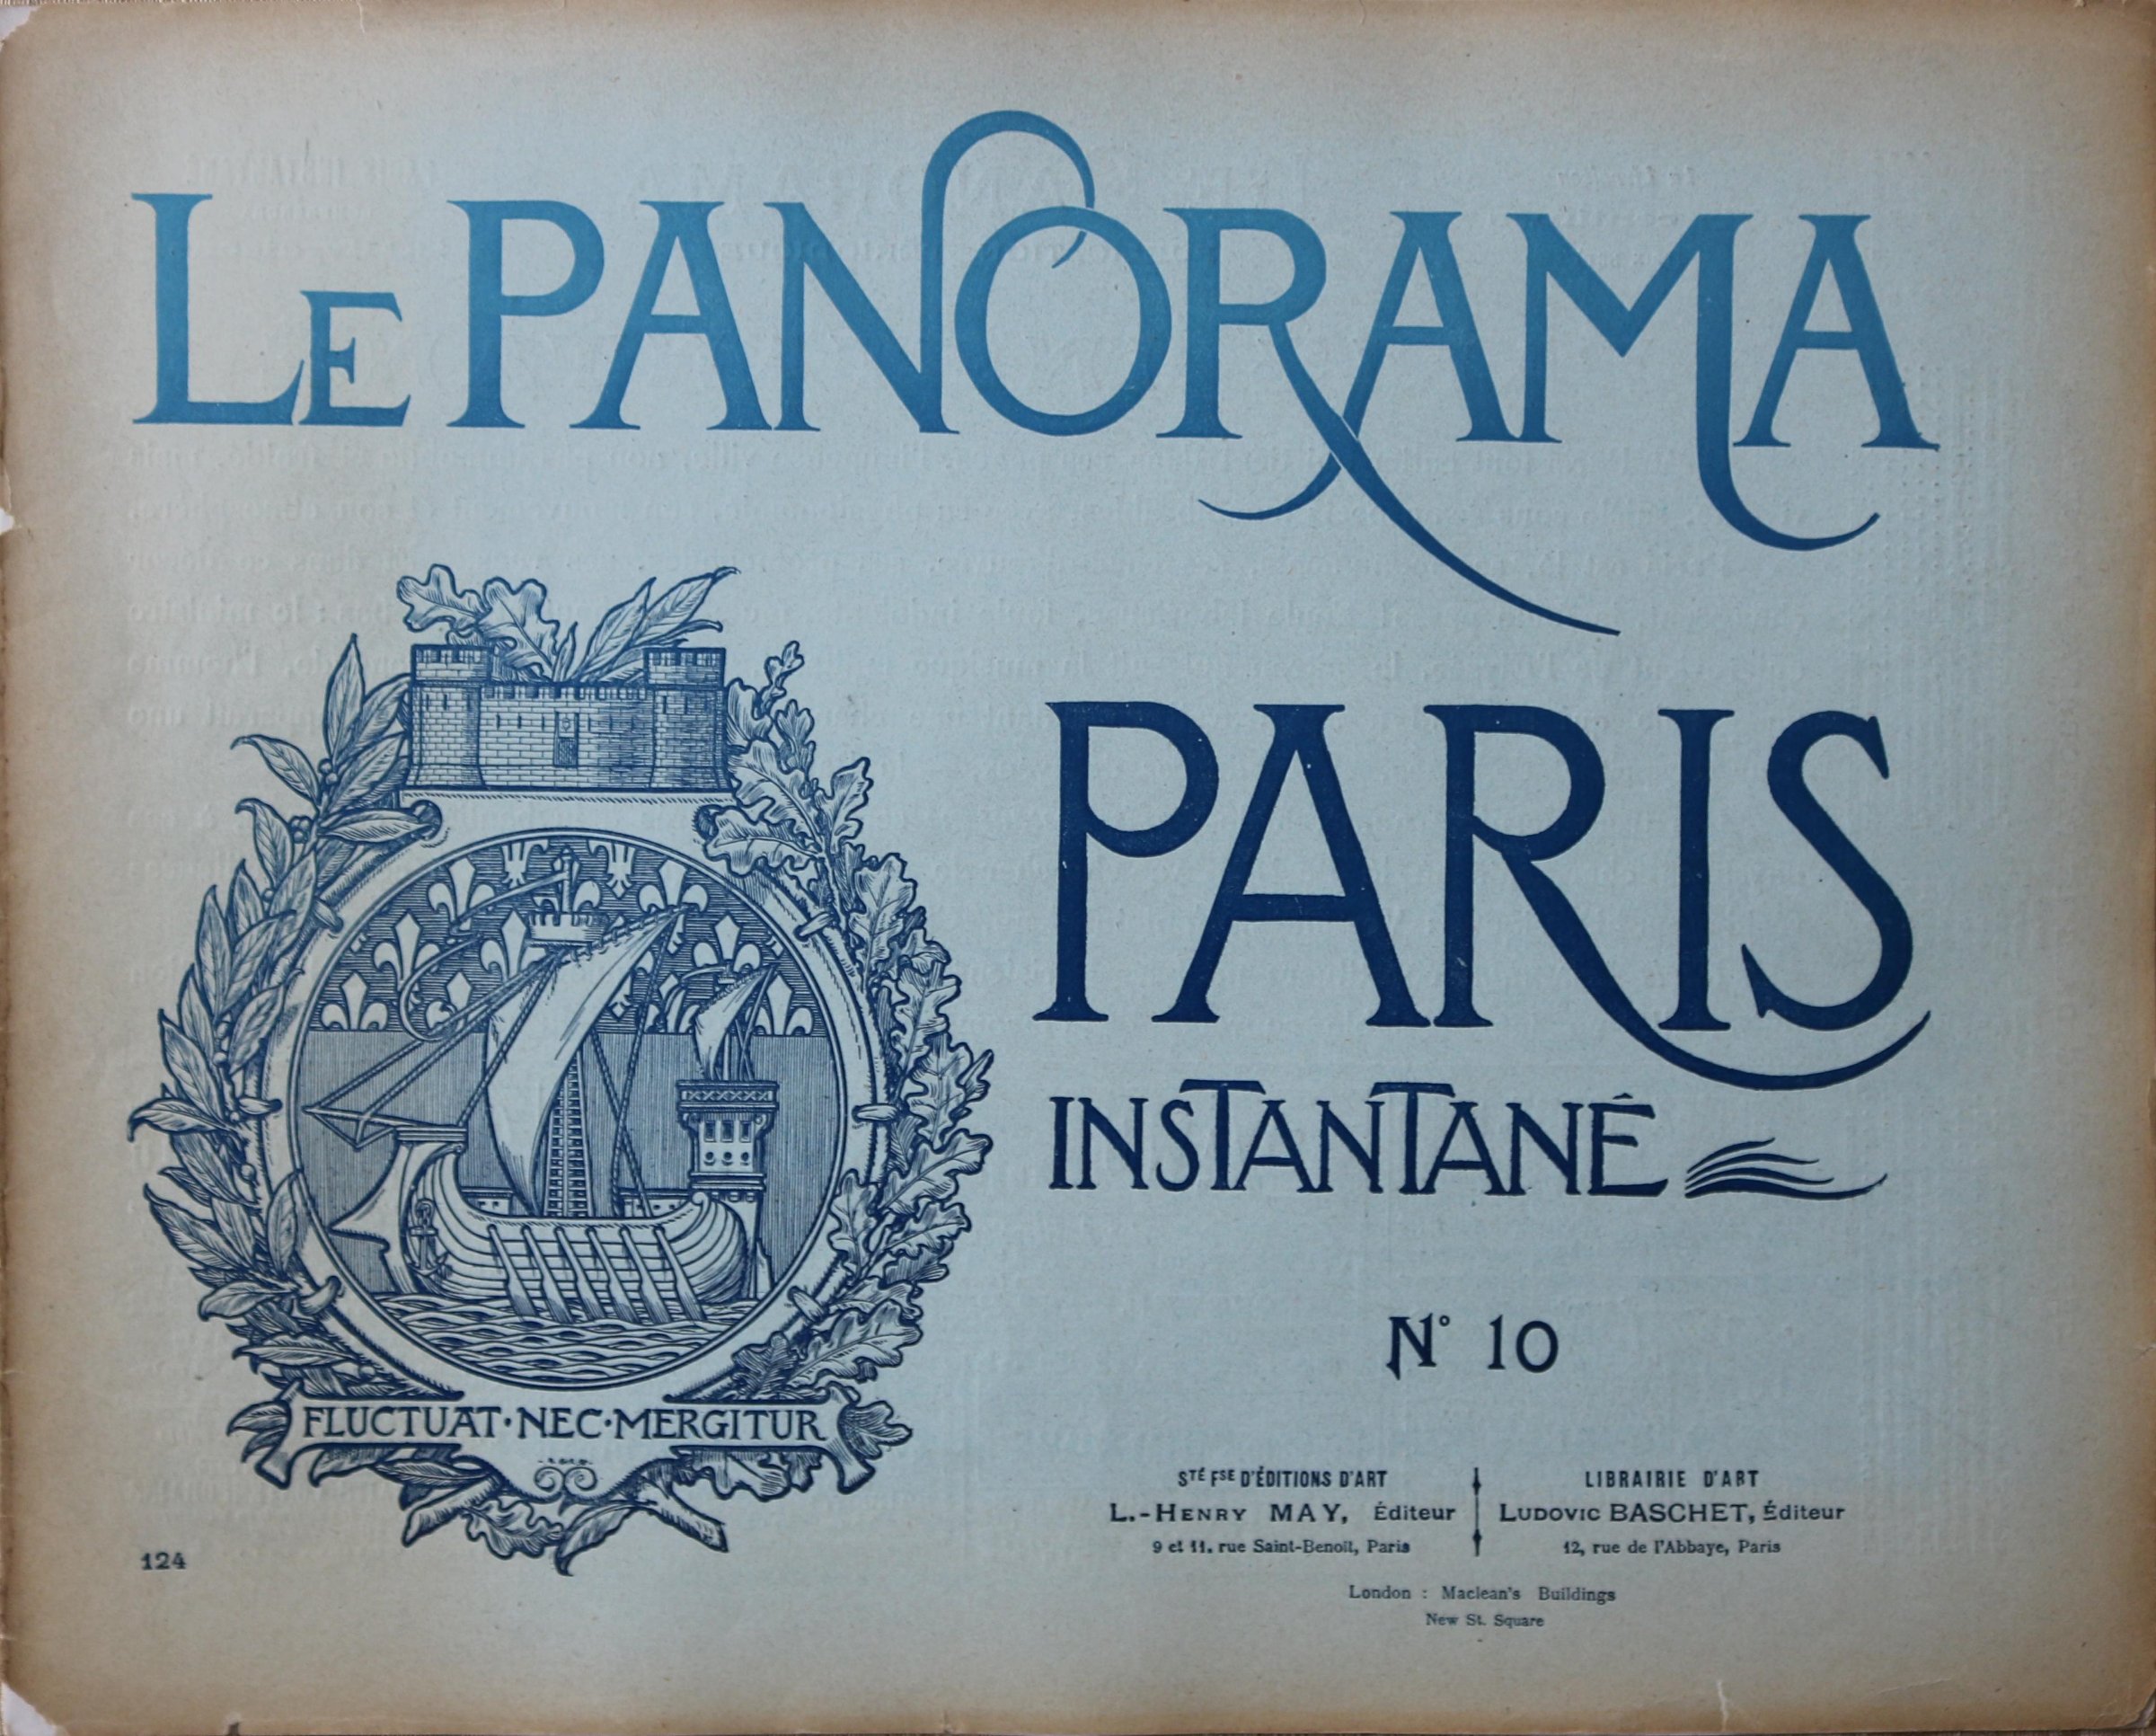 LE PANORAMA
PARIS
INSTANTANÉ
N° 10
FLUCTUAT·NEC·MERGITUR
STÉ FSE D'ÉDITIONS D'ART
L.-HENRY MAY, Éditeur
9 et 11, rue Saint-Benoît, Paris
LIBRAIRIE D'ART
LUDOVIC BASCHET, Éditeur
12, rue de l'Abbaye, Paris
London : Maclean's Buildings
New St. Square
124